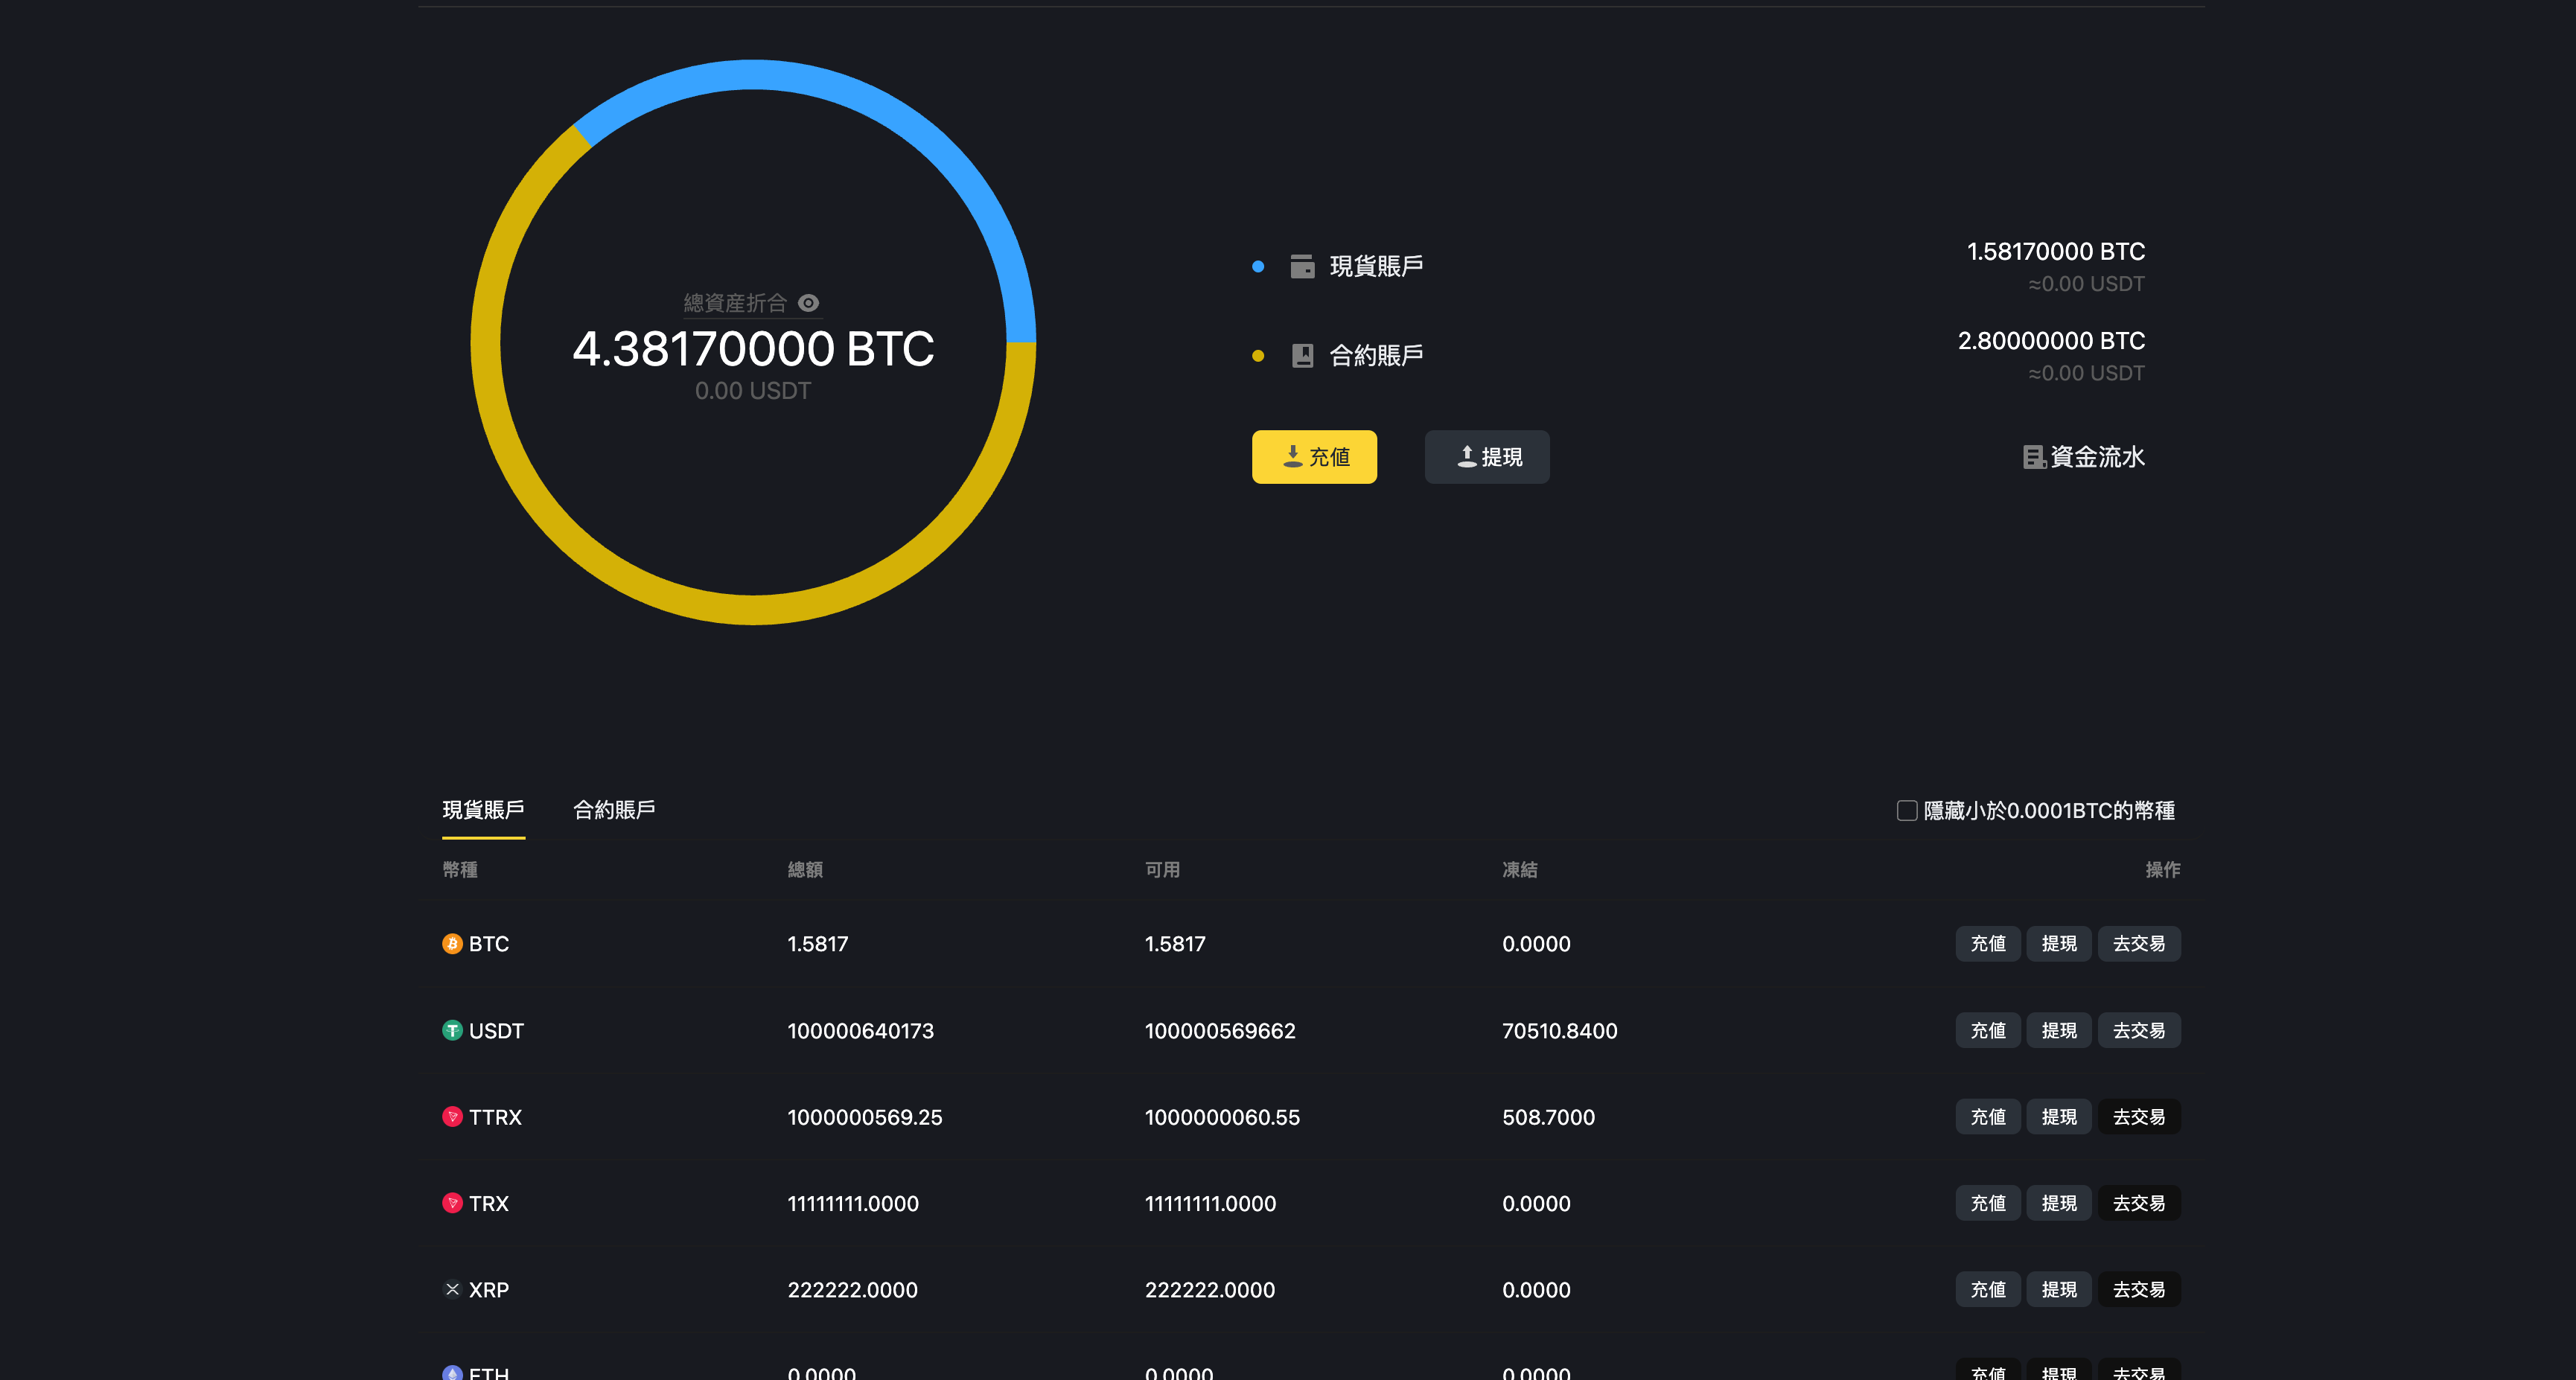 總資産折合
4.38170000 BTC
0.00 USDT
現貨賬戶
1.58170000 BTC
≈0.00 USDT
合約賬戶
2.80000000 BTC
≈0.00 USDT
充值
提現
資金流水
現貨賬戶 合約賬戶 隱藏小於0.0001BTC的幣種
幣種 總額 可用 凍結 操作
BTC 1.5817 1.5817 0.0000 充值 提現 去交易
USDT 100000640173 100000569662 70510.8400 充值 提現 去交易
TTRX 1000000569.25 1000000060.55 508.7000 充值 提現 去交易
TRX 11111111.0000 11111111.0000 0.0000 充值 提現 去交易
XRP 222222.0000 222222.0000 0.0000 充值 提現 去交易
ETH 0.0000 0.0000 0.0000 充值 提現 去交易